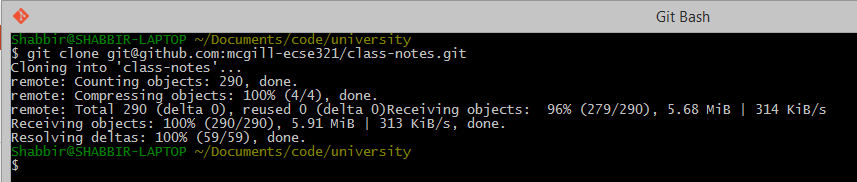 Git Bash
Shabbir@SHABBIR-LAPTOP ~/Documents/code/university
$ git clone git@github.com:mcgill-ecse321/class-notes.git
Cloning into 'class-notes'...
remote: Counting objects: 290, done.
remote: Compressing objects: 100% (4/4), done.
remote: Total 290 (delta 0), reused 0 (delta 0)Receiving objects:  96% (279/290), 5.68 MiB | 314 KiB/s
Receiving objects: 100% (290/290), 5.91 MiB | 313 KiB/s, done.
Resolving deltas: 100% (59/59), done.
Shabbir@SHABBIR-LAPTOP ~/Documents/code/university
$